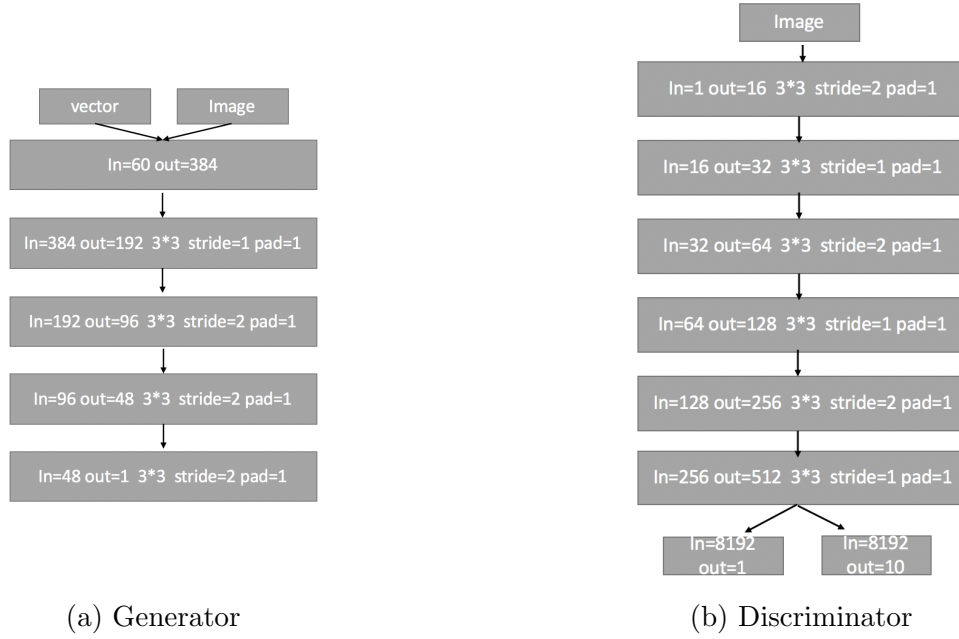 vector
Image
In=60 out=384
In=384 out=192 3*3 stride=1 pad=1
In=192 out=96 3*3 stride=2 pad=1
In=96 out=48 3*3 stride=2 pad=1
In=48 out=1 3*3 stride=2 pad=1
(a) Generator
Image
In=1 out=16 3*3 stride=2 pad=1
In=16 out=32 3*3 stride=1 pad=1
In=32 out=64 3*3 stride=2 pad=1
In=64 out=128 3*3 stride=1 pad=1
In=128 out=256 3*3 stride=2 pad=1
In=256 out=512 3*3 stride=1 pad=1
In=8192
out=1
In=8192
out=10
(b) Discriminator